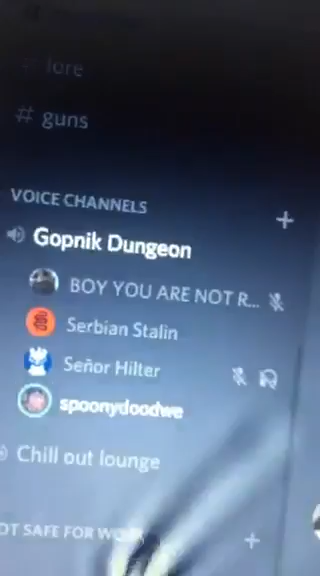 # lore
# guns
VOICE CHANNELS
Gopnik Dungeon
BOY YOU ARE NOT R...
Serbian Stalin
Señor Hilter
spoonydoodwe
Chill out lounge
OT SAFE FOR WO